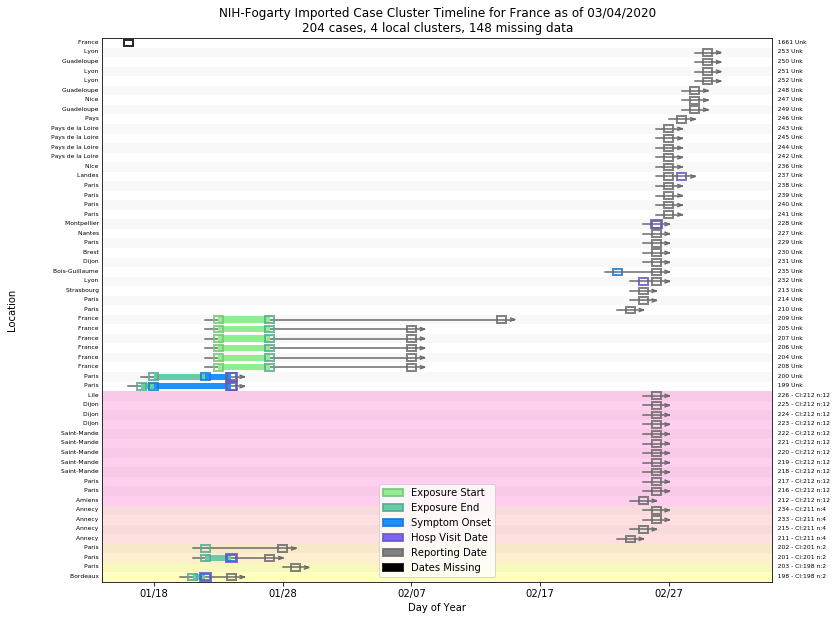 NIH-Fogarty Imported Case Cluster Timeline for France as of 03/04/2020
204 cases, 4 local clusters, 148 missing data
Location
France 1661 Unk
Lyon 253 Unk
Guadeloupe 250 Unk
Lyon 251 Unk
Lyon 252 Unk
Guadeloupe 248 Unk
Nice 247 Unk
Guadeloupe 249 Unk
Pays 246 Unk
Pays de la Loire 243 Unk
Pays de la Loire 245 Unk
Pays de la Loire 244 Unk
Pays de la Loire 242 Unk
Nice 236 Unk
Landes 237 Unk
Paris 238 Unk
Paris 239 Unk
Paris 240 Unk
Paris 241 Unk
Montpellier 228 Unk
Nantes 227 Unk
Paris 229 Unk
Brest 230 Unk
Dijon 231 Unk
Bois-Guillaume 235 Unk
Lyon 232 Unk
Strasbourg 213 Unk
Paris 214 Unk
Paris 210 Unk
France 209 Unk
France 205 Unk
France 207 Unk
France 206 Unk
France 204 Unk
France 208 Unk
Paris 200 Unk
Paris 199 Unk
Lille 226 - Cl:212 n:12
Dijon 225 - Cl:212 n:12
Dijon 224 - Cl:212 n:12
Dijon 223 - Cl:212 n:12
Saint-Mande 222 - Cl:212 n:12
Saint-Mande 221 - Cl:212 n:12
Saint-Mande 220 - Cl:212 n:12
Saint-Mande 219 - Cl:212 n:12
Saint-Mande 218 - Cl:212 n:12
Paris 217 - Cl:212 n:12
Paris 216 - Cl:212 n:12
Amiens 212 - Cl:212 n:12
Annecy 234 - Cl:211 n:4
Annecy 233 - Cl:211 n:4
Annecy 215 - Cl:211 n:4
Annecy 211 - Cl:211 n:4
Paris 202 - Cl:201 n:2
Paris 201 - Cl:201 n:2
Paris 203 - Cl:198 n:2
Bordeaux 198 - Cl:198 n:2
Exposure Start
Exposure End
Symptom Onset
Hosp Visit Date
Reporting Date
Dates Missing
01/18 01/28 02/07 02/17 02/27
Day of Year